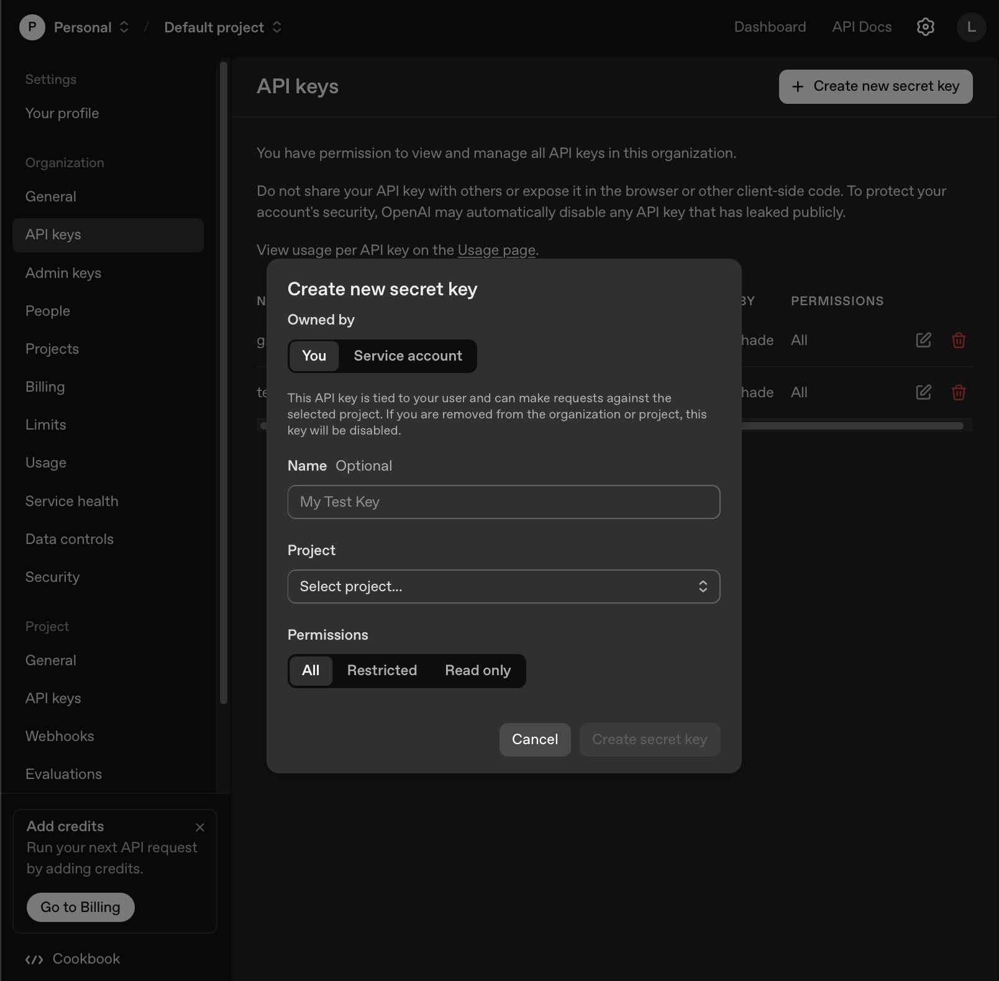 P Personal / Default project
Dashboard API Docs L
Settings
Your profile
Organization
General
API keys
Admin keys
People
Projects
Billing
Limits
Usage
Service health
Data controls
Security
Project
General
API keys
Webhooks
Evaluations
Add credits
Run your next API request
by adding credits.
Go to Billing
Cookbook
API keys
+ Create new secret key
You have permission to view and manage all API keys in this organization.
Do not share your API key with others or expose it in the browser or other client-side code. To protect your
account's security, OpenAI may automatically disable any API key that has leaked publicly.
View usage per API key on the Usage page.
N BY PERMISSIONS
g hade All
te hade All
Create new secret key
Owned by
You Service account
This API key is tied to your user and can make requests against the
selected project. If you are removed from the organization or project, this
key will be disabled.
Name Optional
My Test Key
Project
Select project...
Permissions
All Restricted Read only
Cancel Create secret key